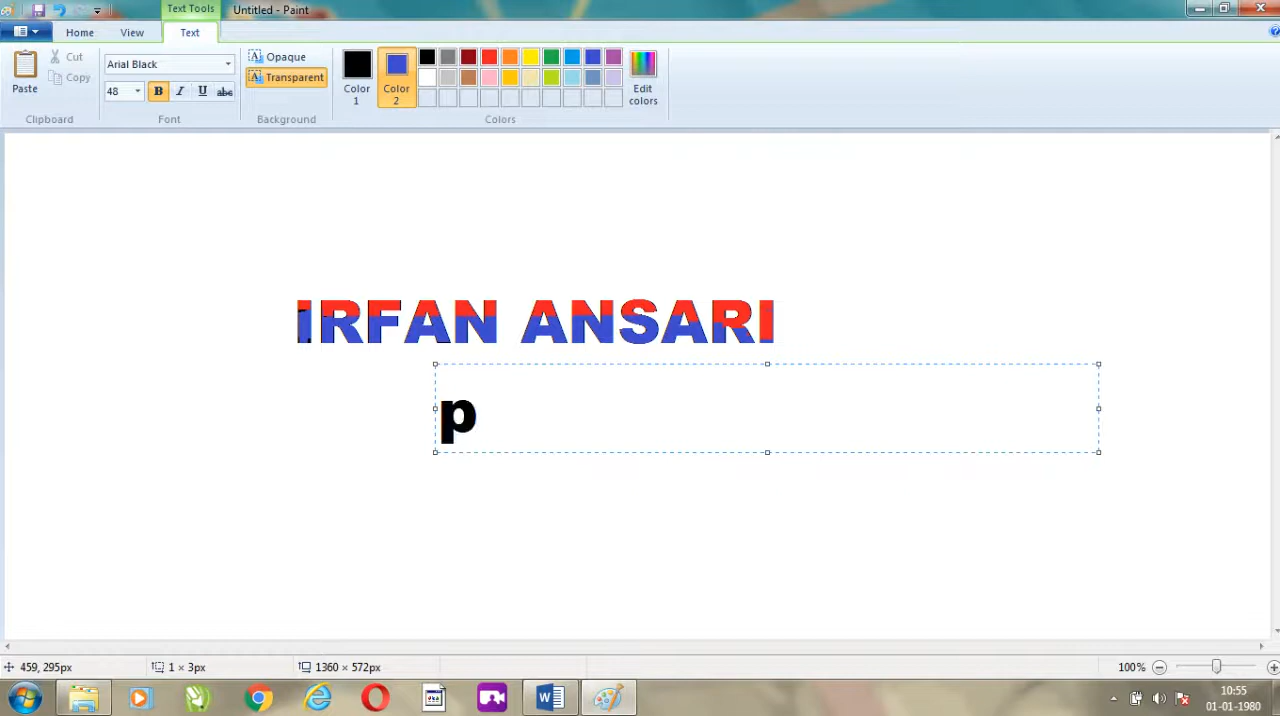 Text Tools Untitled - Paint
Home View Text
Paste Cut Copy
Clipboard
Arial Black
48 B I U abc
Font
Opaque
Transparent
Background
Color 1 Color 2
Edit colors
Colors
IRFAN ANSARI
p
459, 295px 1 × 3px 1360 × 572px 100%
10:55
01-01-1980